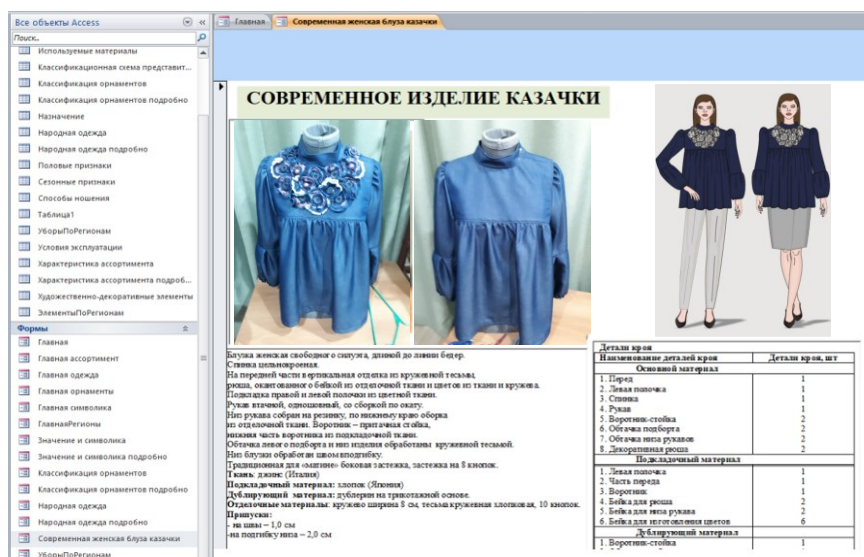 Все объекты Access
Поиск...
Используемые материалы
Классификационная схема представит...
Классификация орнаментов
Классификация орнаментов подробно
Назначение
Народная одежда
Народная одежда подробно
Половые признаки
Сезонные признаки
Способы ношения
Таблица1
УборыПоРегионам
Условия эксплуатации
Характеристика ассортимента
Характеристика ассортимента подроб...
Художественно-декоративные элементы
ЭлементыПоРегионам
Формы
Главная
Главная ассортимент
Главная одежда
Главная орнаменты
Главная символика
ГлавнаяРегионы
Значение и символика
Значение и символика подробно
Классификация орнаментов
Классификация орнаментов подробно
Народная одежда
Народная одежда подробно
Современная женская блуза казачки
УборыПоРегионам
Главная
Современная женская блуза казачки
СОВРЕМЕННОЕ ИЗДЕЛИЕ КАЗАЧКИ
Блузка женская свободного силуэта, длиной до линии бедер.
Спинка цельнокроеная.
На передней части вертикальная отделка из кружевной тесьмы,
рюша, окантованного бейкой из отделочной ткани и цветов из ткани и кружева.
Подкладка правой и левой полочки из цветной ткани.
Рукав втачной, одношовный, со сборкой по окату.
Низ рукава собран на резинку, по нижнему краю оборка
из отделочной ткани. Воротник – притачная стойка,
нижняя часть воротника из подкладочной ткани.
Обтачка левого подборта и низ изделия обработаны кружевной тесьмой.
Низ блузки обработан швом вподгибку.
Традиционная для «матине» боковая застежка, застежка на 8 кнопок.
Ткань: джинс (Италия)
Подкладочный материал: хлопок (Япония)
Дублирующий материал: дублерин на трикотажной основе.
Отделочные материалы: кружево ширина 8 см, тесьма кружевная хлопковая, 10 кнопок.
Припуски:
- на швы – 1,0 см
-на подгибку низа – 2,0 см
Детали кроя
Наименование деталей кроя Детали кроя, шт
Основной материал
1. Перед 1
2. Левая полочка 1
3. Спинка 1
4. Рукав 1
5. Воротник-стойка 2
6. Обтачка подборта 2
7. Обтачка низа рукавов 2
8. Декоративная рюша 2
Подкладочный материал
1. Левая полочка 1
2. Часть переда 1
3. Воротник 1
4. Бейка для рюша 2
5. Бейка для низа рукава 2
6. Бейка для изготовления цветов 6
Дублирующий материал
1. Воротник-стойка 1